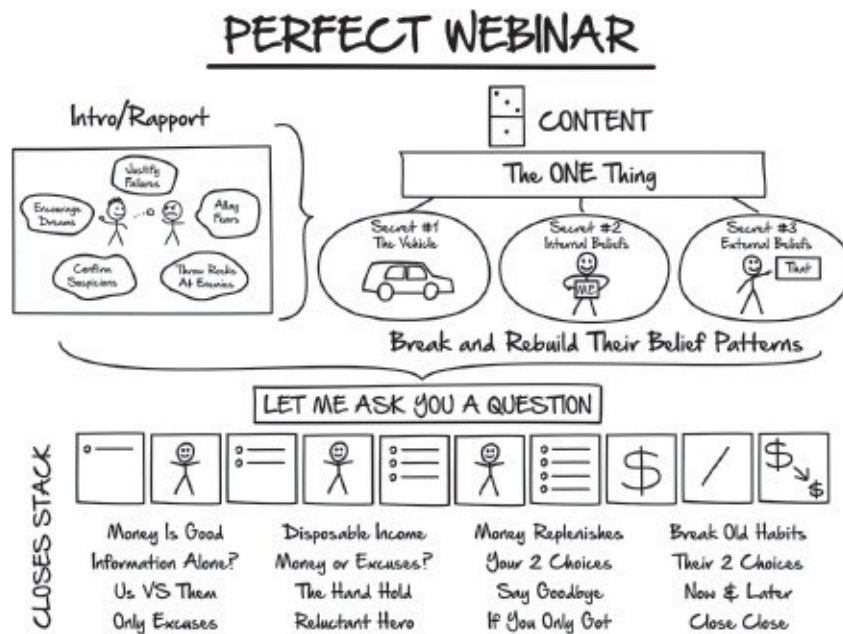 PERFECT WEBINAR
Intro/Rapport
Justify
Failures
Encourage
Dreams
Allay
Fears
Confirm
Suspicions
Throw Rocks
At Enemies
CONTENT
The ONE Thing
Secret #1
The Vehicle
Secret #2
Internal Beliefs
ME
Secret #3
External Beliefs
That
Break and Rebuild Their Belief Patterns
LET ME ASK YOU A QUESTION
CLOSES STACK
$
$ $
Money Is Good
Information Alone?
Us VS Them
Only Excuses
Disposable Income
Money or Excuses?
The Hand Hold
Reluctant Hero
Money Replenishes
Your 2 Choices
Say Goodbye
If You Only Got
Break Old Habits
Their 2 Choices
Now & Later
Close Close